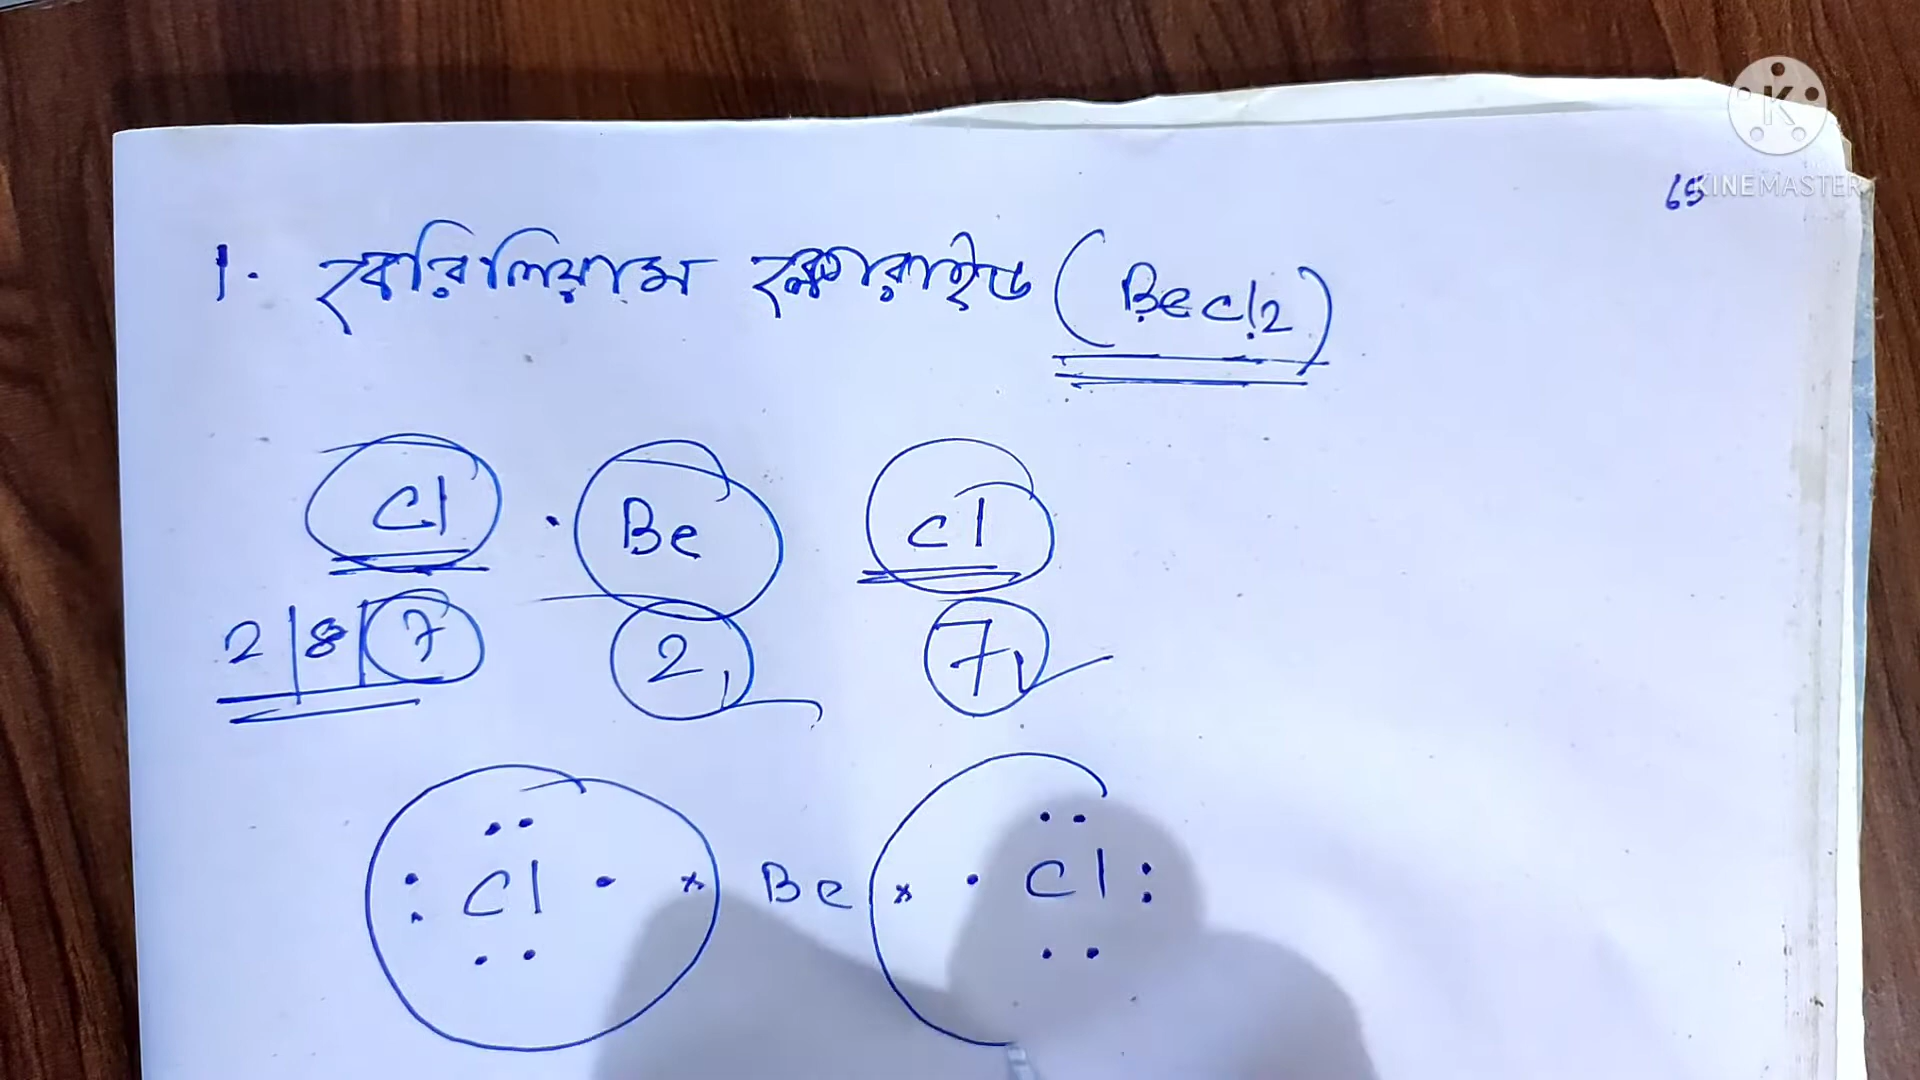 KINEMASTER
65
1. বেরিলিয়াম ক্লোরাইড (BeCl2)
Cl · Be Cl
2|8|7 2, 7
Cl Be Cl